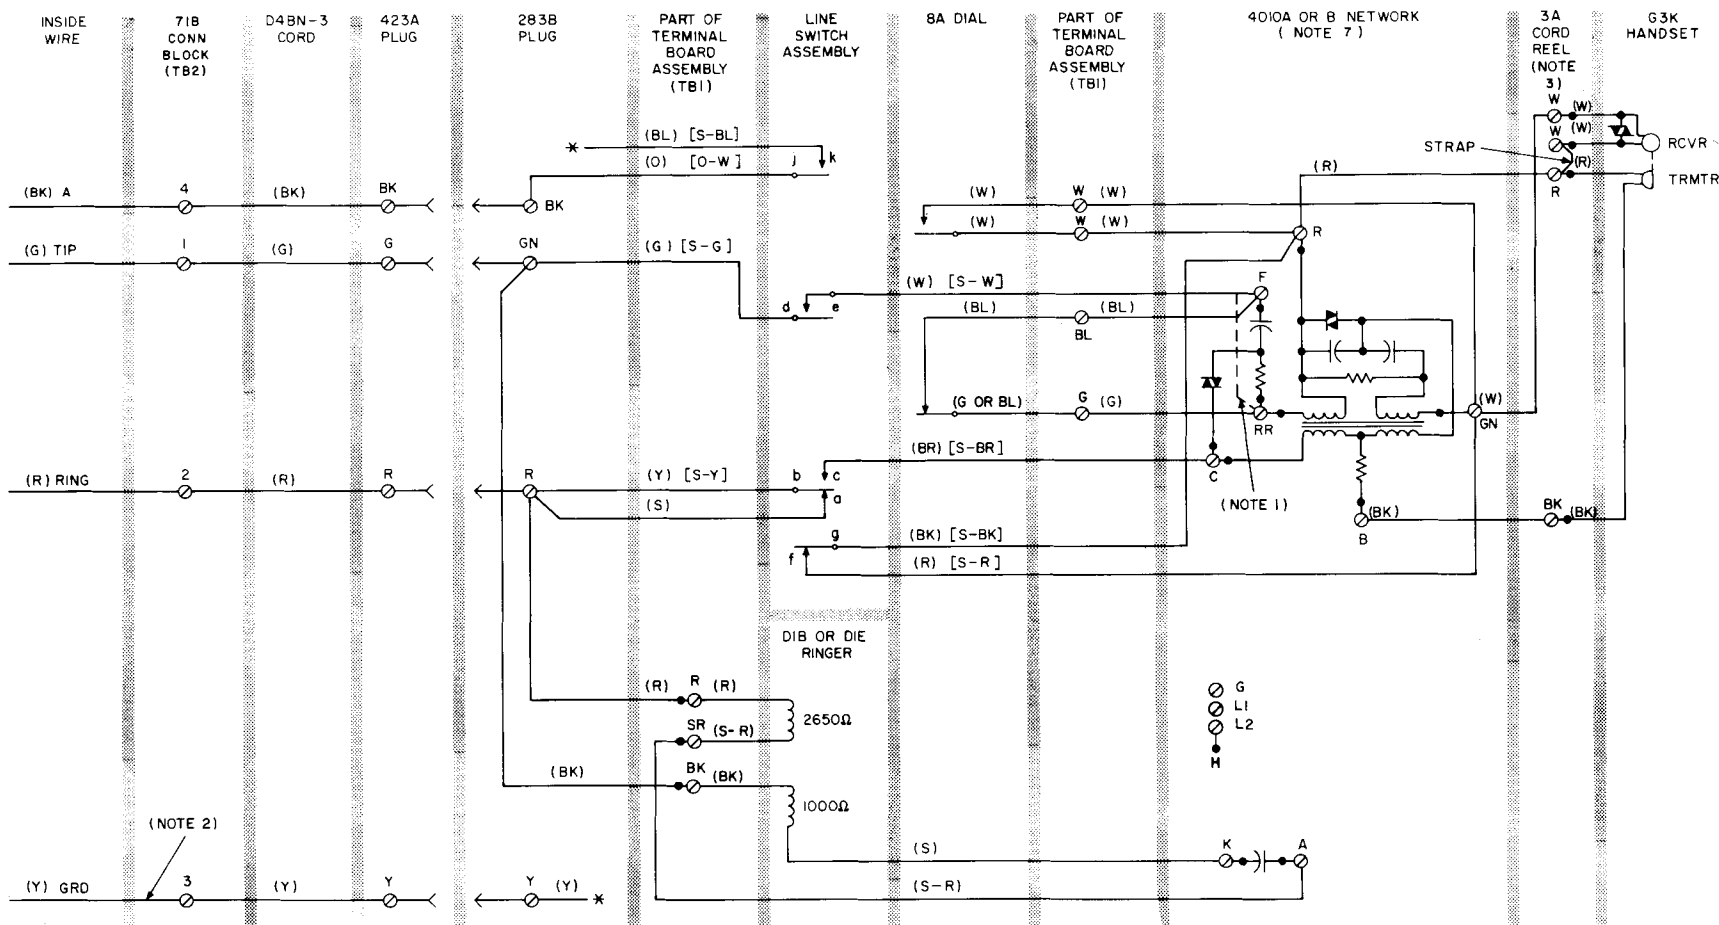 INSIDE
WIRE
71B
CONN
BLOCK
(TB2)
D4BN-3
CORD
423A
PLUG
283B
PLUG
PART OF
TERMINAL
BOARD
ASSEMBLY
(TB1)
LINE
SWITCH
ASSEMBLY
8A DIAL
PART OF
TERMINAL
BOARD
ASSEMBLY
(TB1)
4010A OR B NETWORK
( NOTE 7 )
3A
CORD
REEL
(NOTE
3)
G3K
HANDSET
W (W)
W (W)
STRAP
(R)
R
RCVR
TRMTR
(BL) [S-BL]
*
(O) [O-W]
j k
(R)
(BK) A
4
(BK)
BK
BK
(W) W (W)
(W) W (W)
R
(G) TIP
1
(G)
G
GN
(G) [S-G]
d e
(W) [S-W]
F
(BL) (BL)
BL
(G OR BL)
G (G)
RR
(W)
GN
(BR) [S-BR]
C
(R) RING
2
(R)
R
R
(Y) [S-Y]
b c
a
(S)
(NOTE 1)
(BK)
B
BK (BK)
g
f
(BK) [S-BK]
(R) [S-R]
D1B OR D1E
RINGER
(R) R (R)
2650Ω
SR (S-R)
(BK)
BK (BK)
1000Ω
G
L1
L2
H
(NOTE 2)
(S)
K A
(Y) GRD
3
(Y)
Y
Y (Y)
*
(S-R)